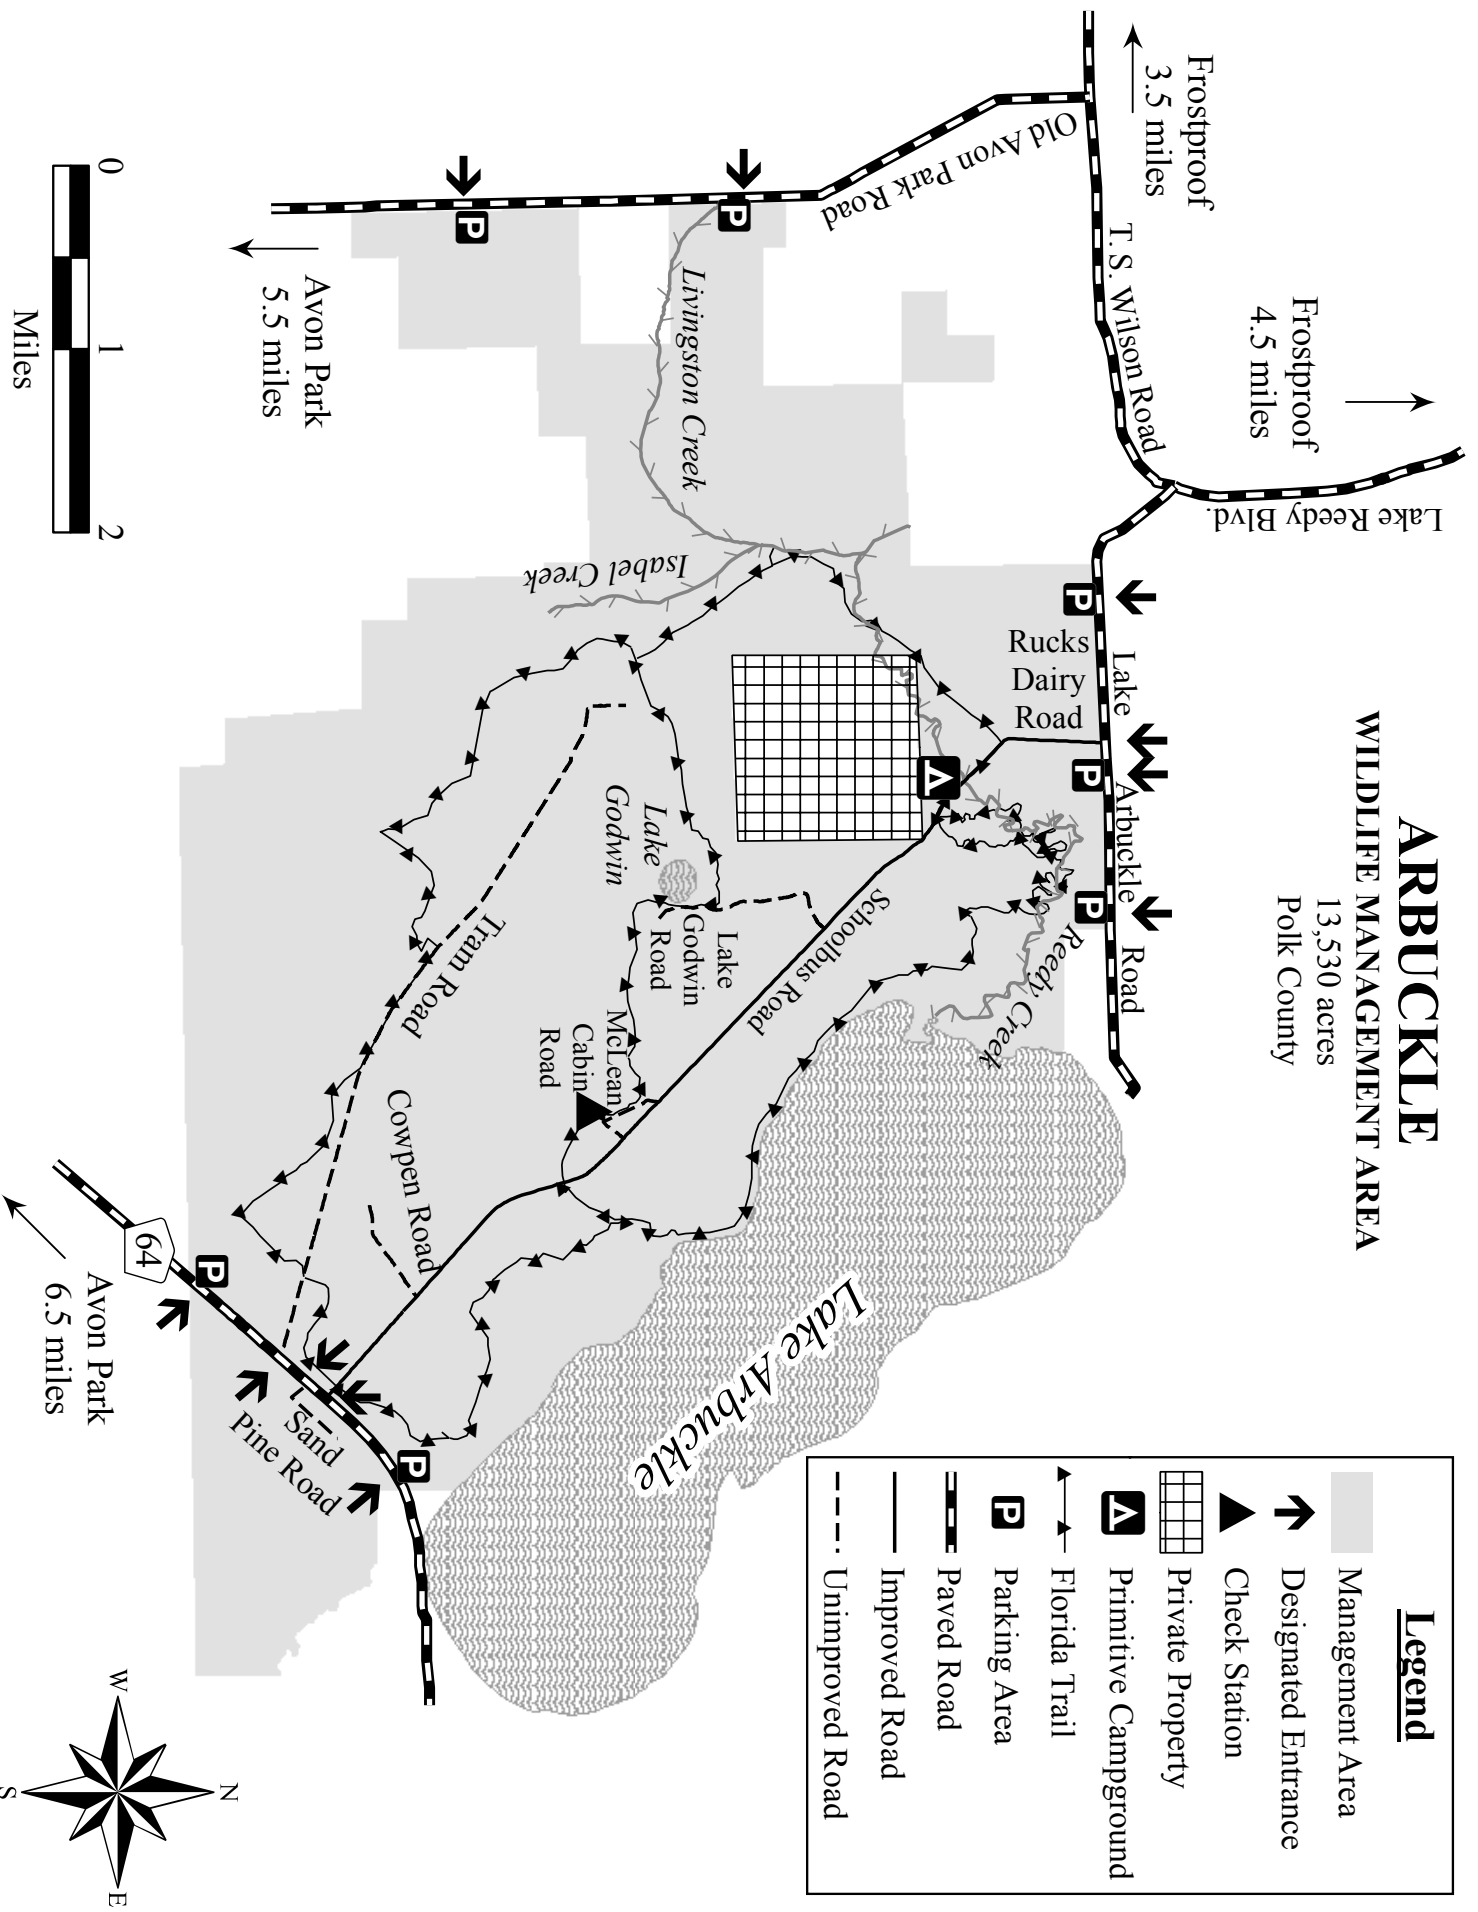 ARBUCKLE
WILDLIFE MANAGEMENT AREA
13,530 acres
Polk County
Frostproof
4.5 miles
Frostproof
3.5 miles
Lake Reedy Blvd.
T. S. Wilson Road
Old Avon Park Road
Lake Arbuckle Road
Rucks
Dairy
Road
P
P
P
P
P
Livingston Creek
Isabel Creek
Reedy Creek
Schoolbus Road
Lake
Godwin
Lake
Godwin
Road
McLean
Cabin
Road
Tram Road
Cowpen Road
Lake Arbuckle
Avon Park
5.5 miles
64
P
P
Sand
Pine Road
Avon Park
6.5 miles
0 1 2
Miles
Legend
Management Area
Designated Entrance
Check Station
Private Property
Primitive Campground
Florida Trail
P Parking Area
Paved Road
Improved Road
Unimproved Road
N
W
E
S